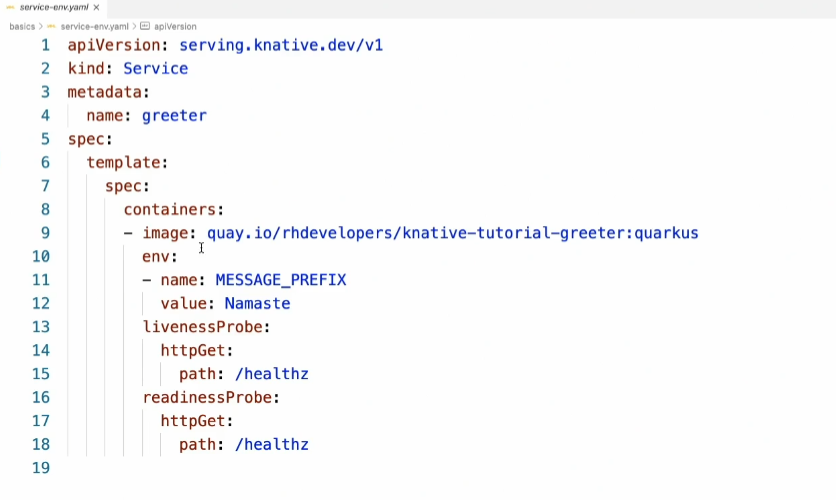 service-env.yaml ×
basics > service-env.yaml > apiVersion
1 apiVersion: serving.knative.dev/v1
2 kind: Service
3 metadata:
4   name: greeter
5 spec:
6   template:
7     spec:
8       containers:
9       - image: quay.io/rhdevelopers/knative-tutorial-greeter:quarkus
10         env:
11         - name: MESSAGE_PREFIX
12           value: Namaste
13         livenessProbe:
14           httpGet:
15             path: /healthz
16         readinessProbe:
17           httpGet:
18             path: /healthz
19